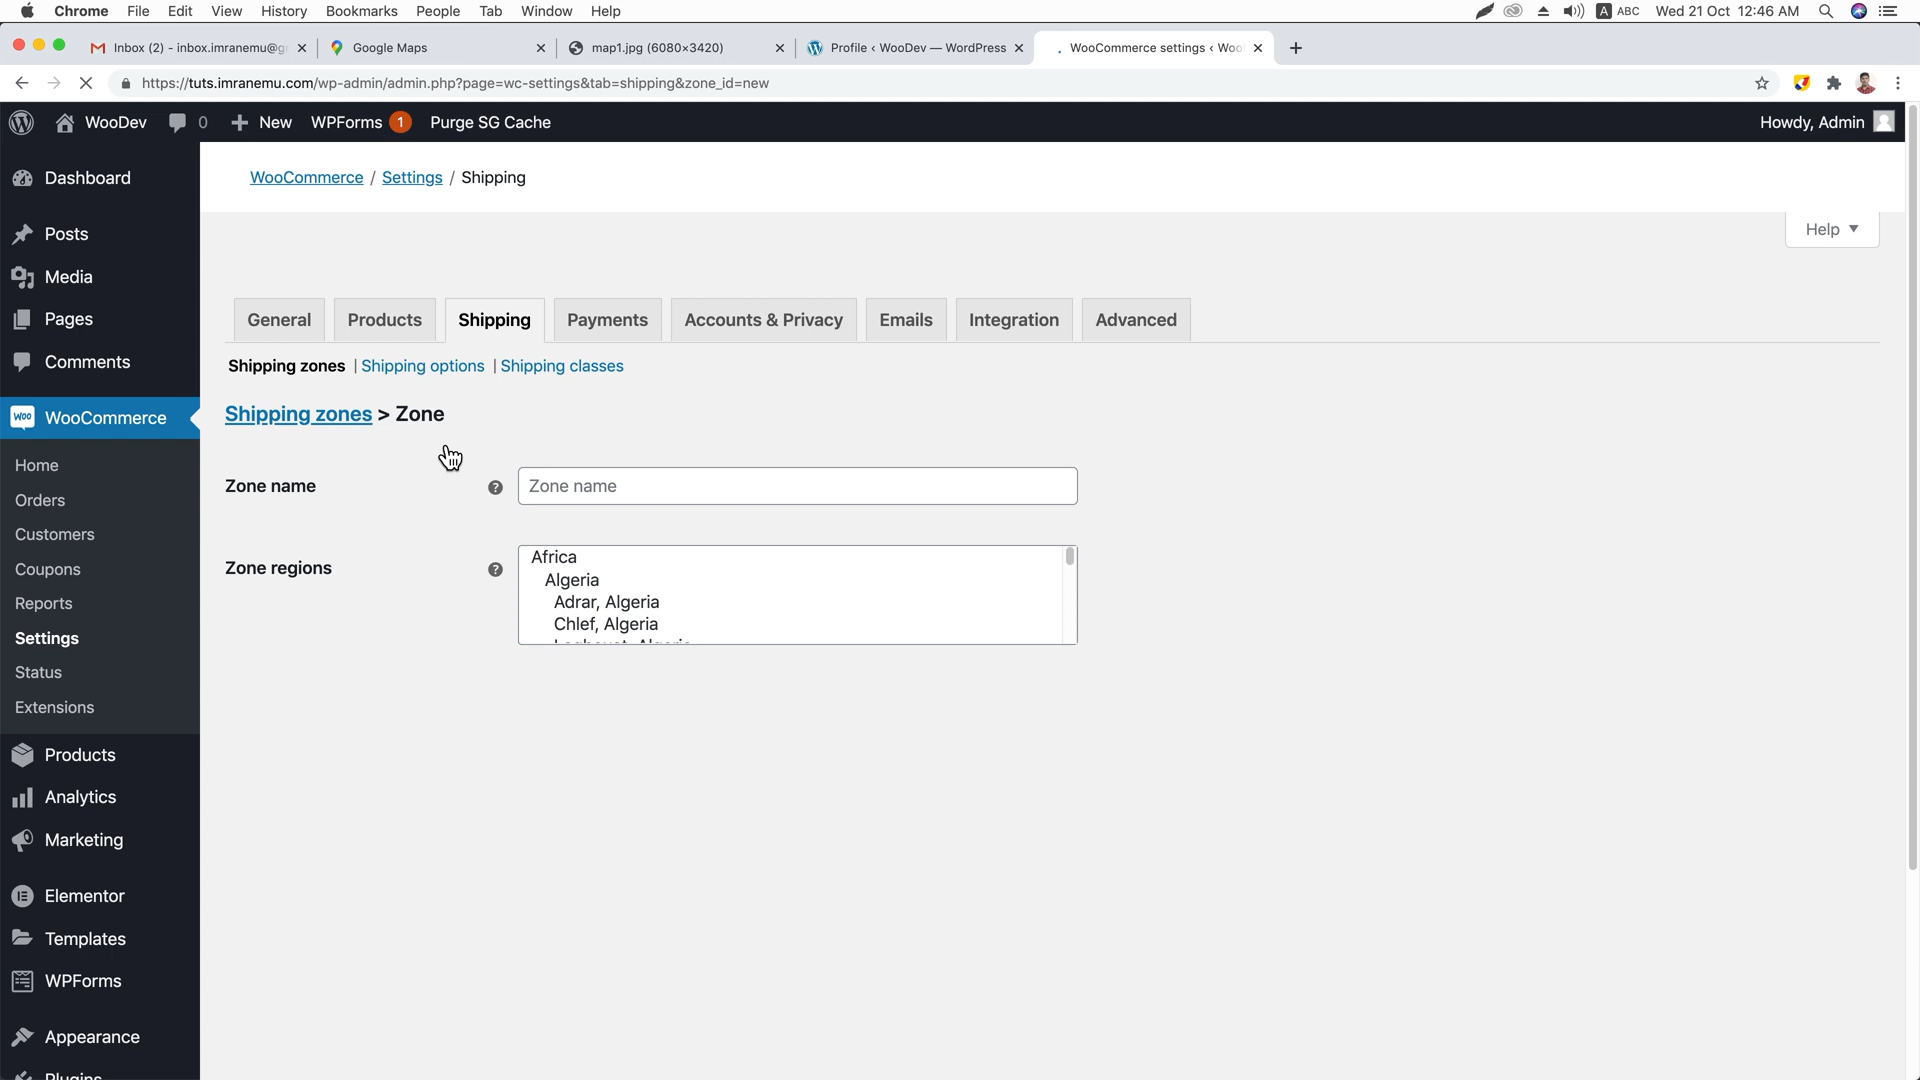 Chrome File Edit View History Bookmarks People Tab Window Help A ABC Wed 21 Oct 12:46 AM
Inbox (2) - inbox.imranemu@g Google Maps map1.jpg (6080×3420) Profile ‹ WooDev — WordPress WooCommerce settings ‹ Woo
https://tuts.imranemu.com/wp-admin/admin.php?page=wc-settings&tab=shipping&zone_id=new
WooDev 0 New WPForms 1 Purge SG Cache Howdy, Admin
Dashboard
Posts
Media
Pages
Comments
Woo WooCommerce
Home
Orders
Customers
Coupons
Reports
Settings
Status
Extensions
Products
Analytics
Marketing
Elementor
Templates
WPForms
Appearance
Plugins
WooCommerce / Settings / Shipping
Help
General Products Shipping Payments Accounts & Privacy Emails Integration Advanced
Shipping zones | Shipping options | Shipping classes
Shipping zones > Zone
Zone name ? Zone name
Zone regions ? Africa
Algeria
Adrar, Algeria
Chlef, Algeria